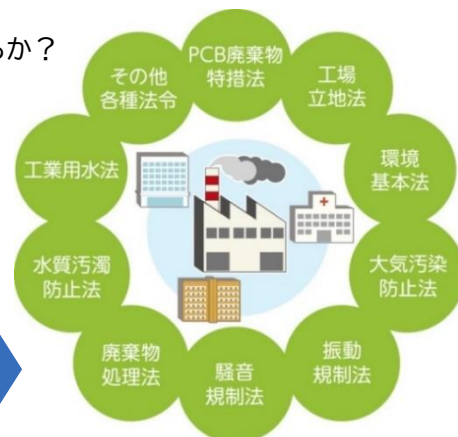 か？
PCB廃棄物
特措法
工場
立地法
環境
基本法
大気汚染
防止法
振動
規制法
騒音
規制法
廃棄物
処理法
水質汚濁
防止法
工業用水法
その他
各種法令